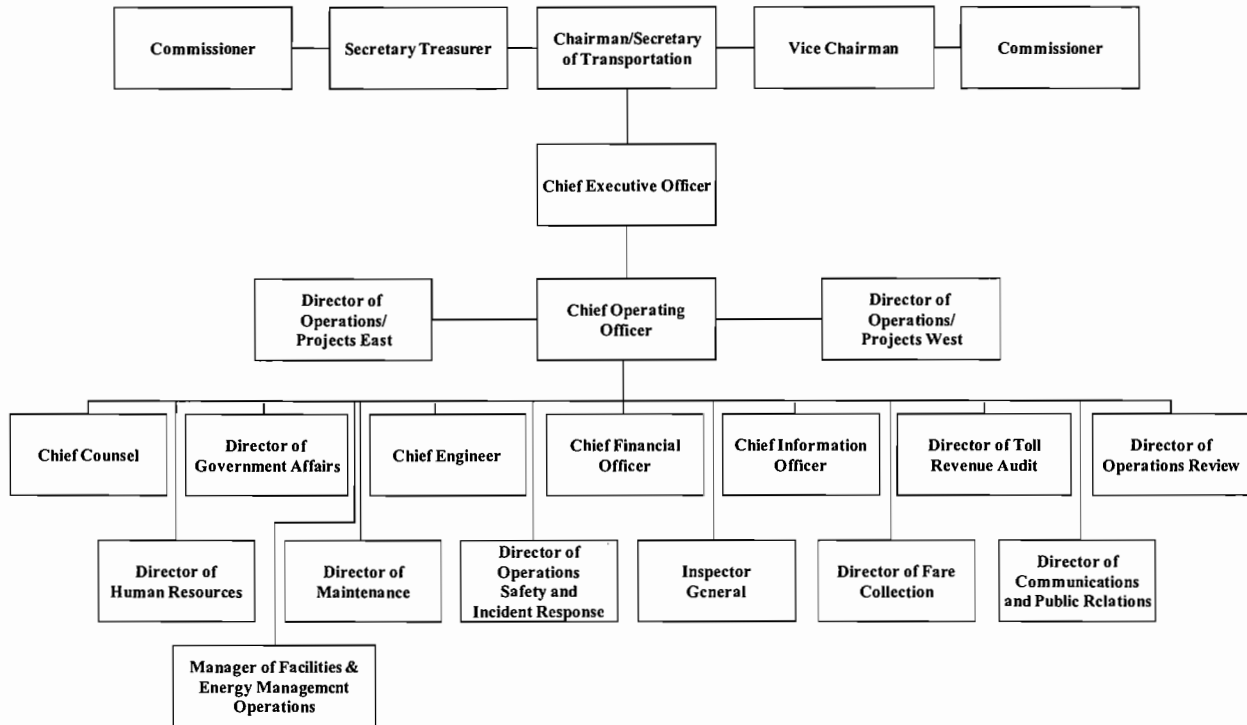 Commissioner
Secretary Treasurer
Chairman/Secretary
of Transportation
Vice Chairman
Commissioner
Chief Executive Officer
Director of
Operations/
Projects East
Chief Operating
Officer
Director of
Operations/
Projects West
Chief Counsel
Director of
Government Affairs
Chief Engineer
Chief Financial
Officer
Chief Information
Officer
Director of Toll
Revenue Audit
Director of
Operations Review
Director of
Human Resources
Director of
Maintenance
Director of
Operations
Safety and
Incident Response
Inspector
General
Director of Fare
Collection
Director of
Communications
and Public Relations
Manager of Facilities &
Energy Management
Operations